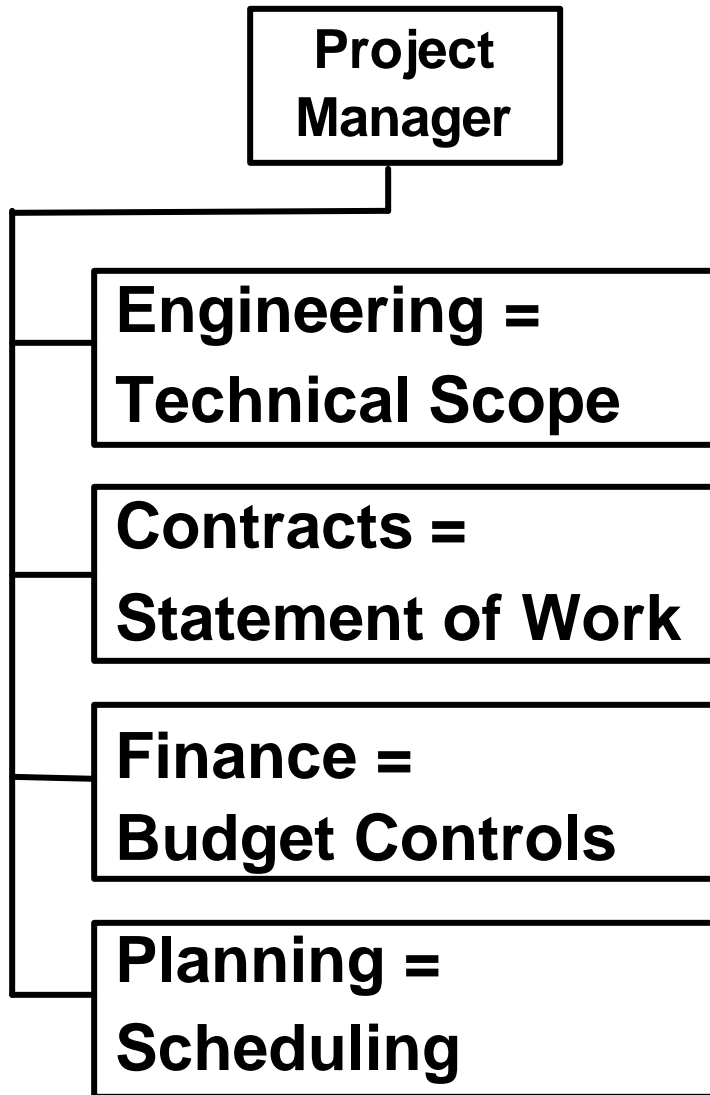 Project
Manager
Engineering =
Technical Scope
Contracts =
Statement of Work
Finance =
Budget Controls
Planning =
Scheduling